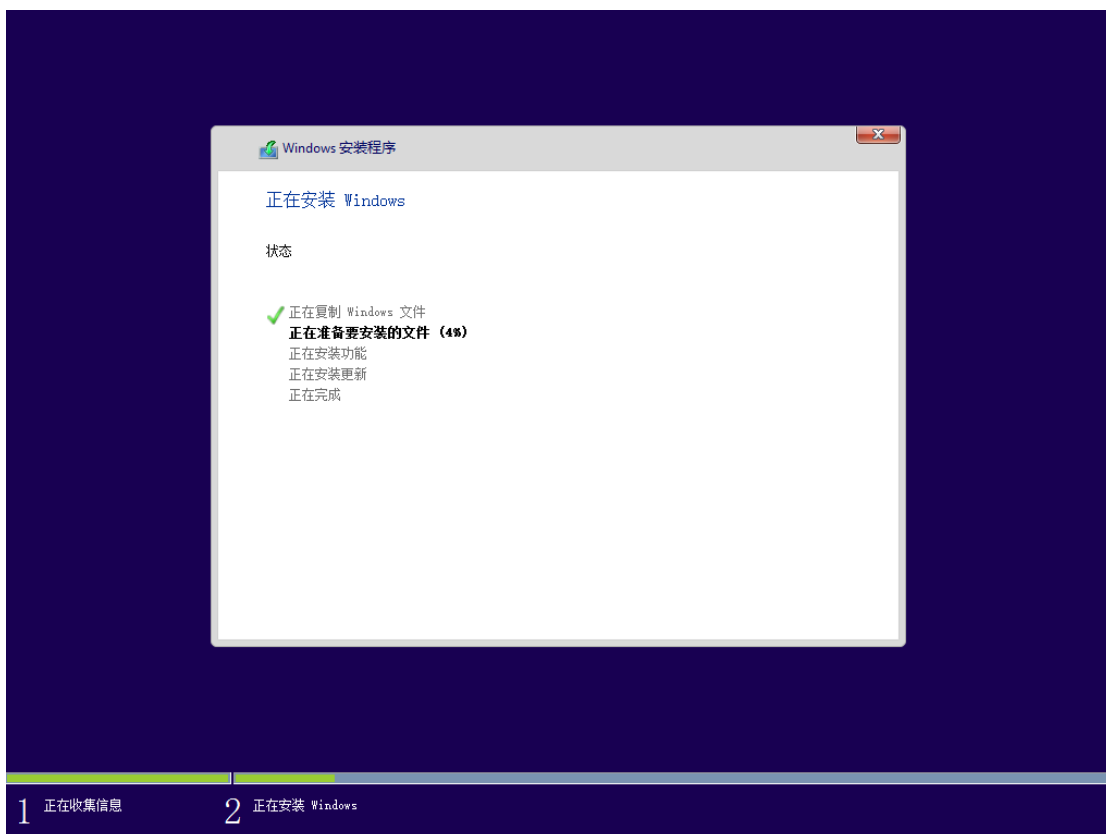 Windows 安装程序
正在安装 Windows
状态
正在复制 Windows 文件
正在准备要安装的文件 (4%)
正在安装功能
正在安装更新
正在完成
1 正在收集信息
2 正在安装 Windows